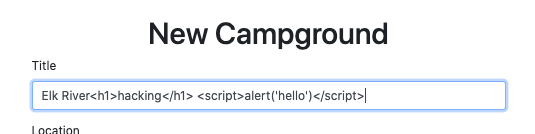 New Campground
Title
Elk River<h1>hacking</h1> <script>alert('hello')</script>
Location